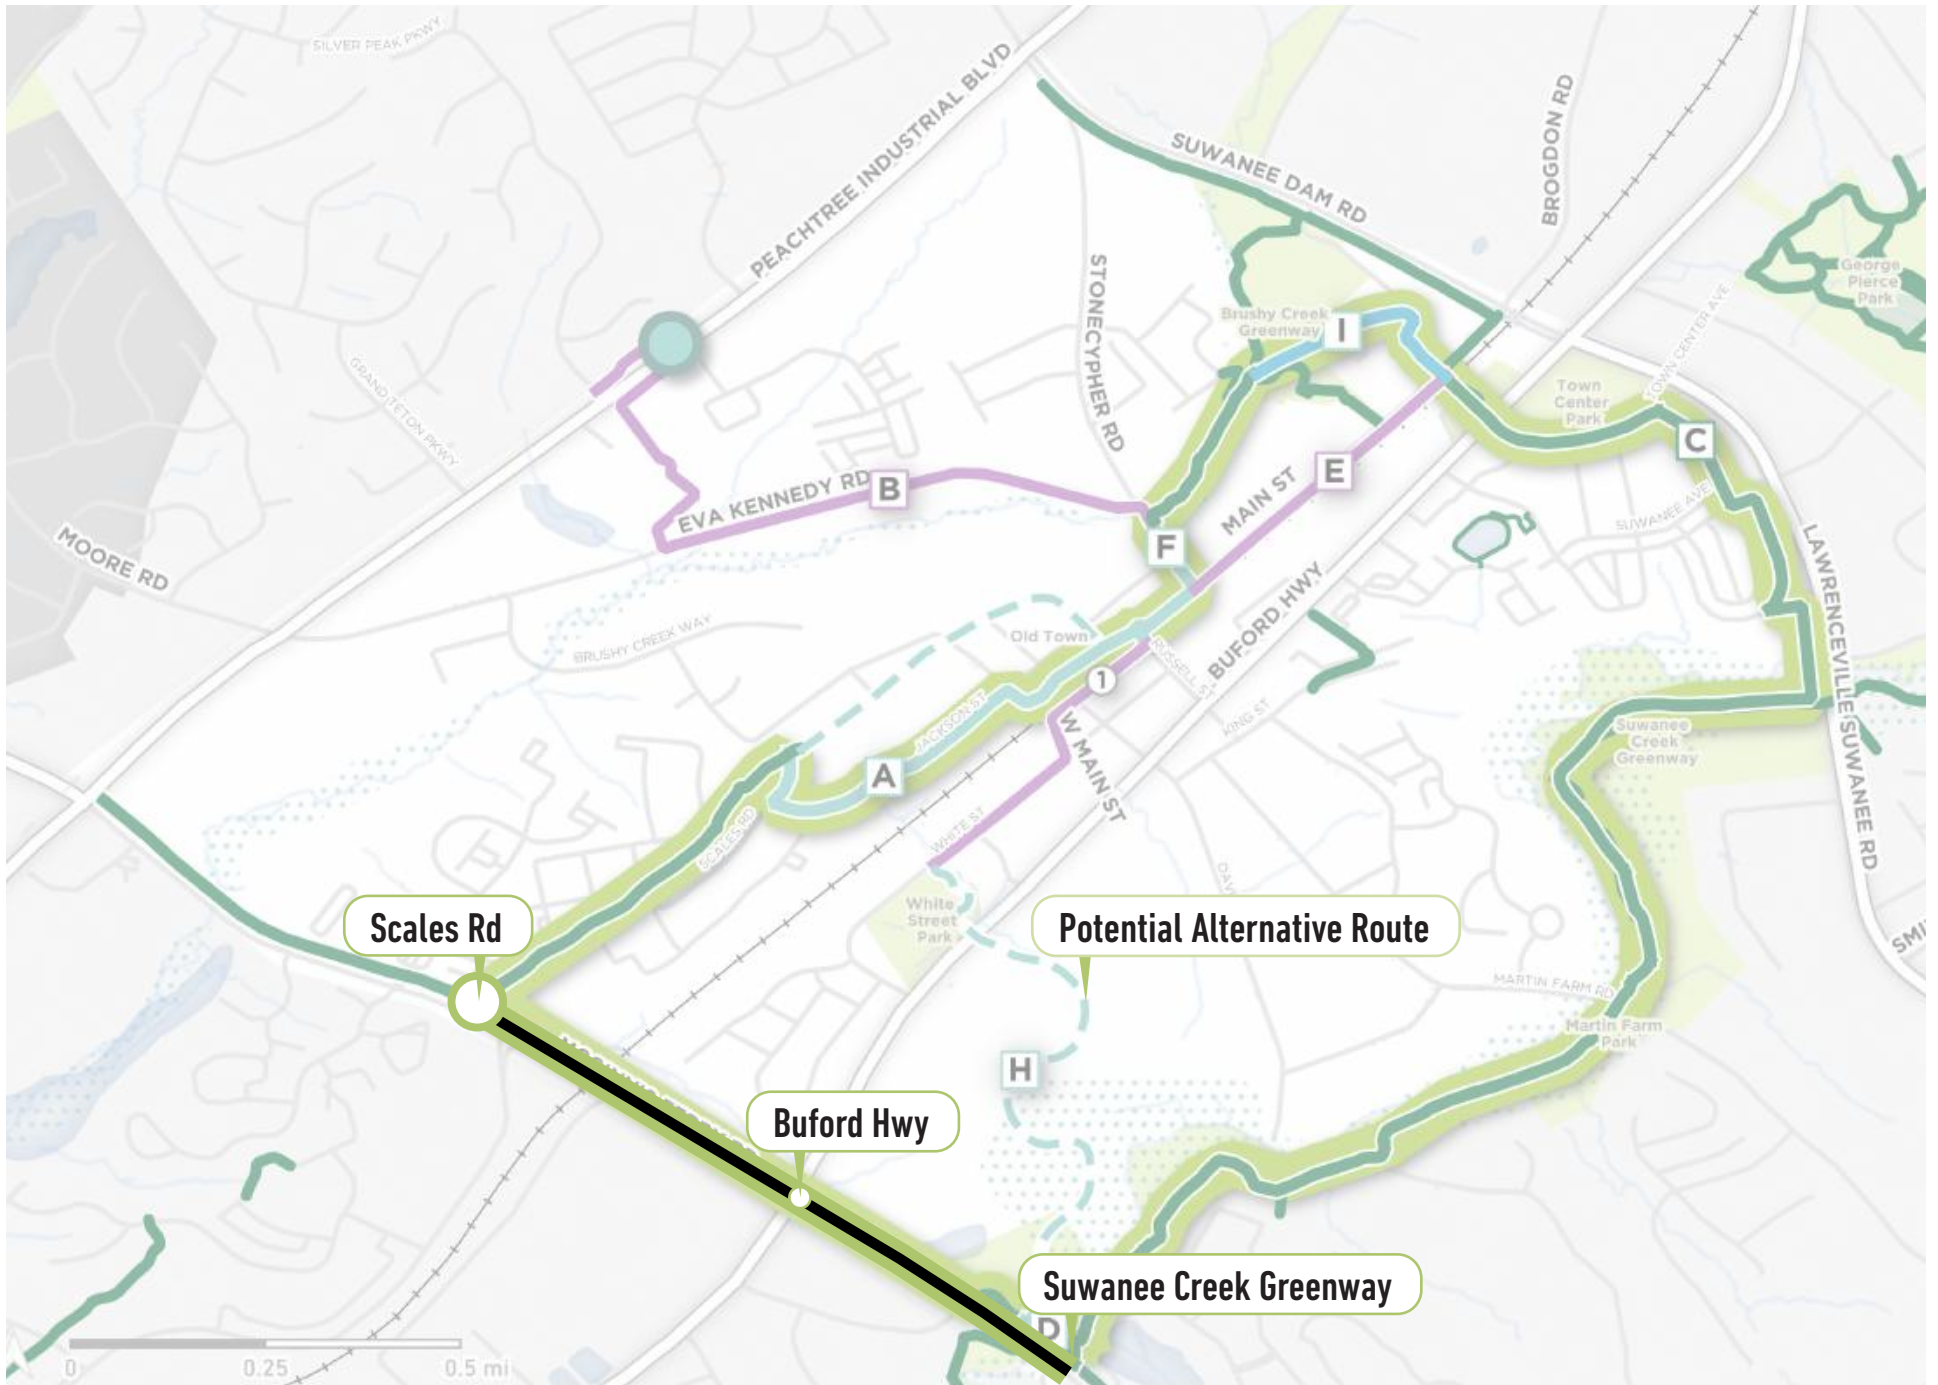 SILVER PEAK PKWY
PEACHTREE INDUSTRIAL BLVD
SUWANEE DAM RD
BROGDON RD
George
Pierce
Park
STONECYPHER RD
Brushy Creek
Greenway
I
TOWN CENTER AVE
Town
Center
Park
C
GRAND TETON PKWY
EVA KENNEDY RD
B
MAIN ST
E
SUWANEE AVE
MOORE RD
F
LAWRENCEVILLE SUWANEE RD
BUFORD HWY
BRUSHY CREEK WAY
Old Town
RUSSELL ST
1
KING ST
JACKSON ST
W MAIN ST
Suwanee
Creek
Greenway
A
SCALES RD
WHITE ST
White
Street
Park
Scales Rd
Potential Alternative Route
MARTIN FARM RD
Martin Farm
Park
H
Buford Hwy
Suwanee Creek Greenway
D
0
0.25
0.5 mi